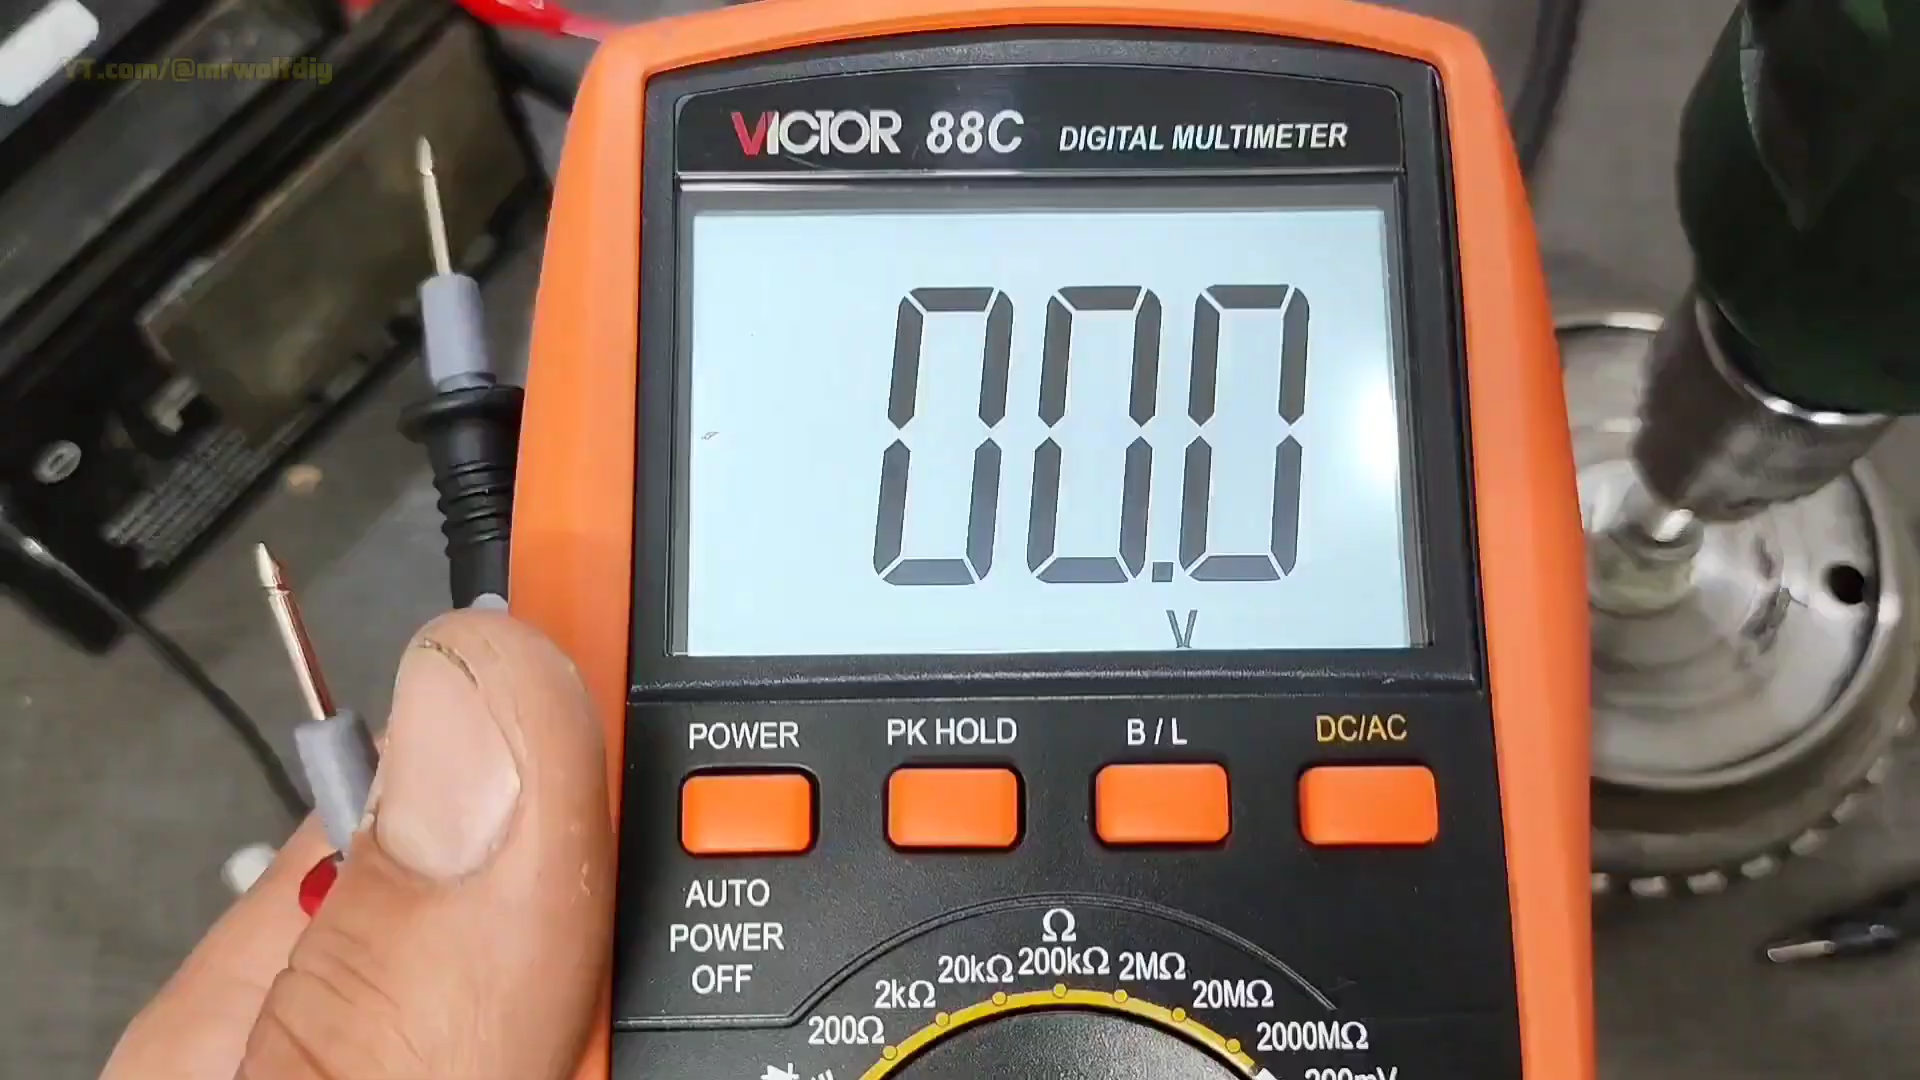 YT.com/@mrwolfdiy
VICTOR 88C DIGITAL MULTIMETER
00.0
V
POWER PK HOLD B / L DC/AC
AUTO
POWER
OFF
Ω
200Ω 2kΩ 20kΩ 200kΩ 2MΩ 20MΩ 2000MΩ
200mV